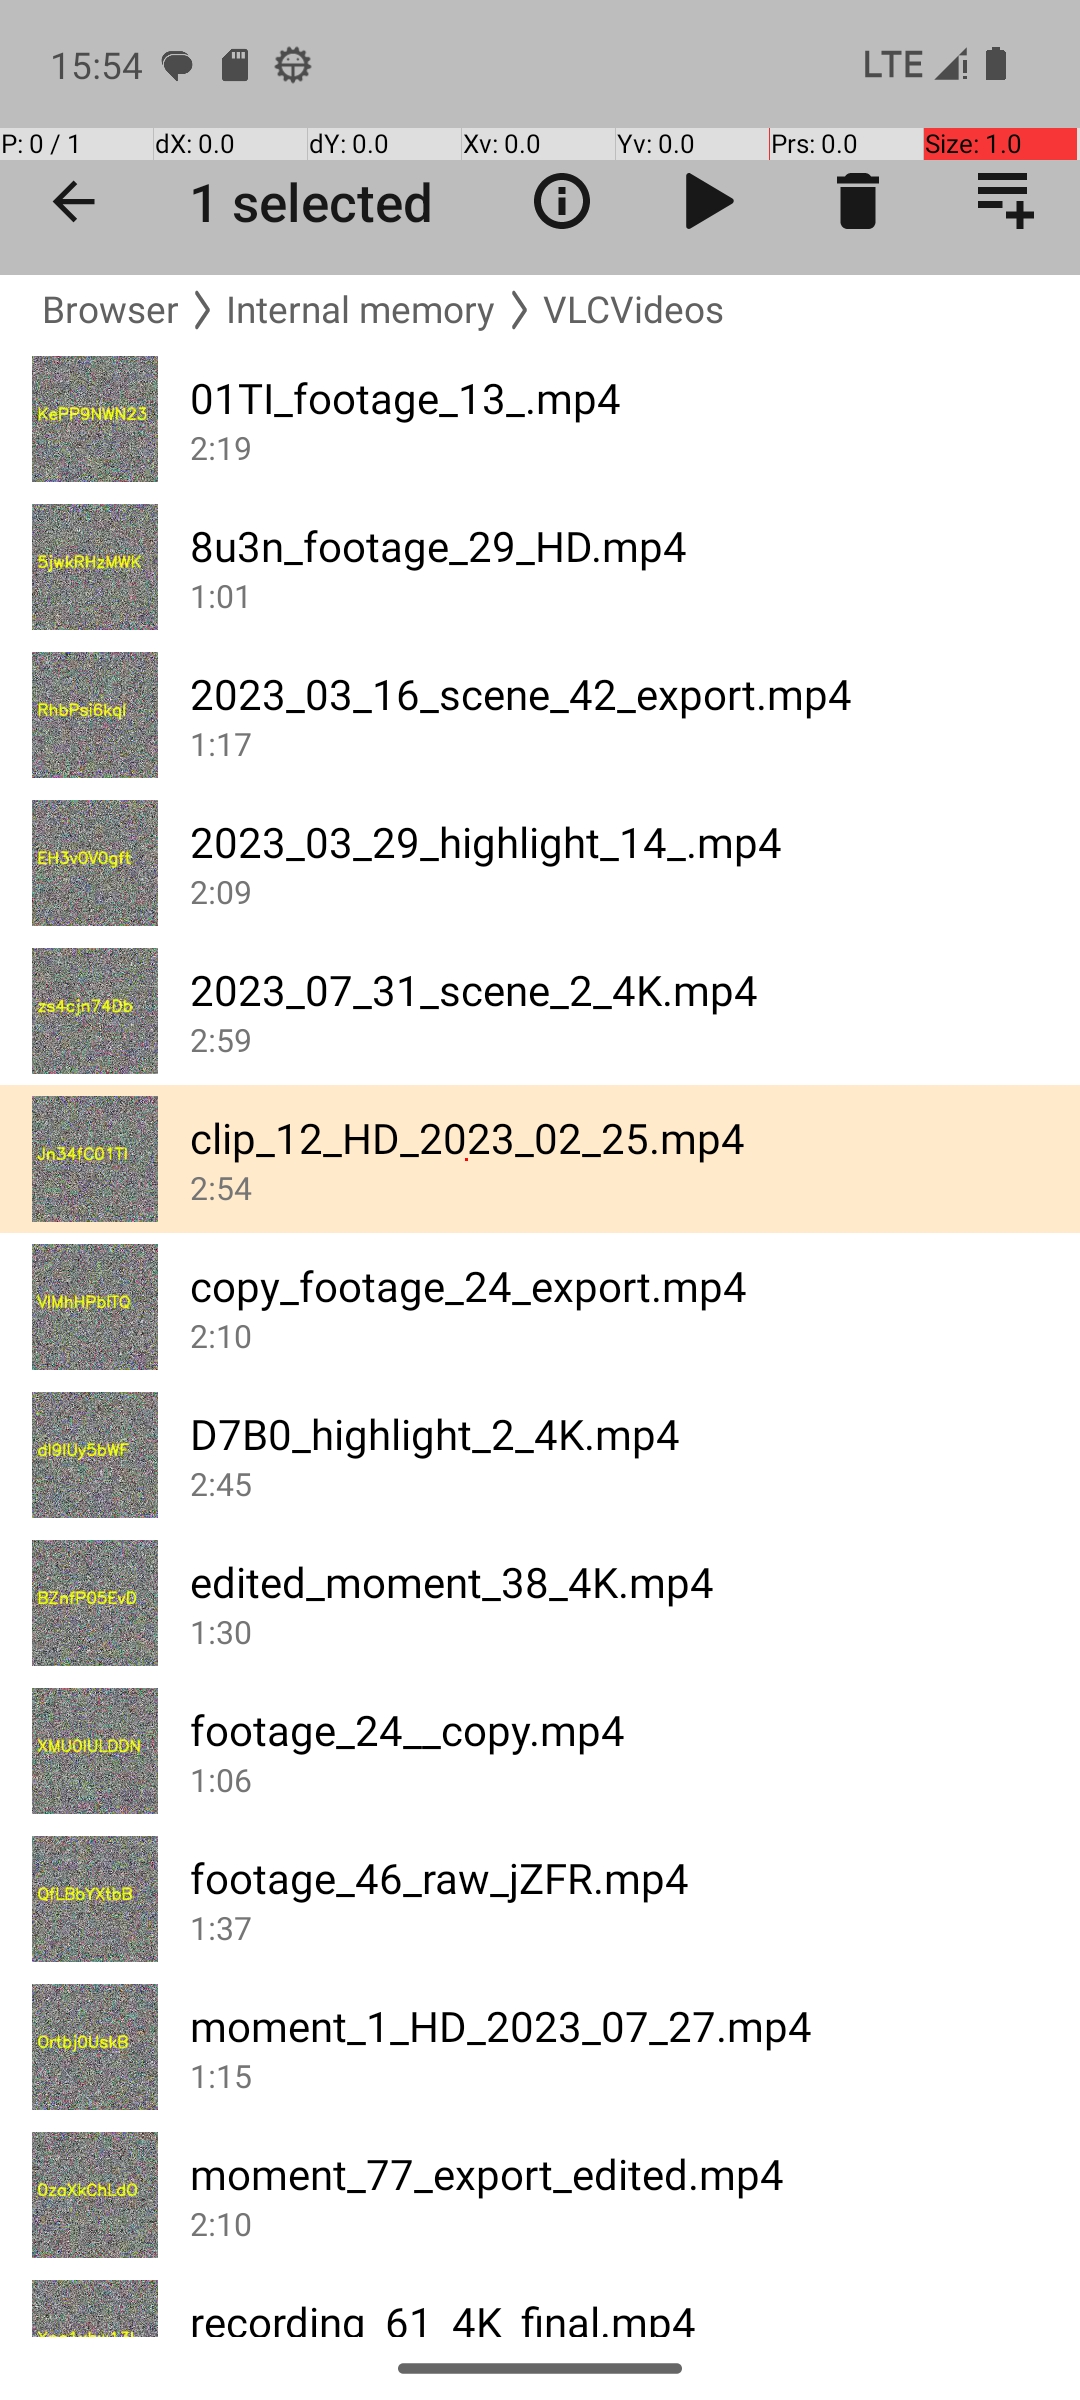 15:54
LTE
P: 0 / 1 dX: 0.0 dY: 0.0 Xv: 0.0 Yv: 0.0 Prs: 0.0 Size: 1.0
1 selected
Browser Internal memory VLCVideos
KePP9NWN23
01TI_footage_13_.mp4
2:19
5jwkRHzMWK
8u3n_footage_29_HD.mp4
1:01
RhbPsi6kql
2023_03_16_scene_42_export.mp4
1:17
EH3v0V0gft
2023_03_29_highlight_14_.mp4
2:09
zs4cjn74Db
2023_07_31_scene_2_4K.mp4
2:59
Jn34fC01TI
clip_12_HD_2023_02_25.mp4
2:54
copy_footage_24_export.mp4
2:10
dI9IUy5bWF
D7B0_highlight_2_4K.mp4
2:45
BZnfP05EvD
edited_moment_38_4K.mp4
1:30
XMU0IULDDN
footage_24__copy.mp4
1:06
QfLBbYXtbB
footage_46_raw_jZFR.mp4
1:37
Ortbj0UskB
moment_1_HD_2023_07_27.mp4
1:15
OzaXkChLdO
moment_77_export_edited.mp4
2:10
recording_61_4K_final.mp4